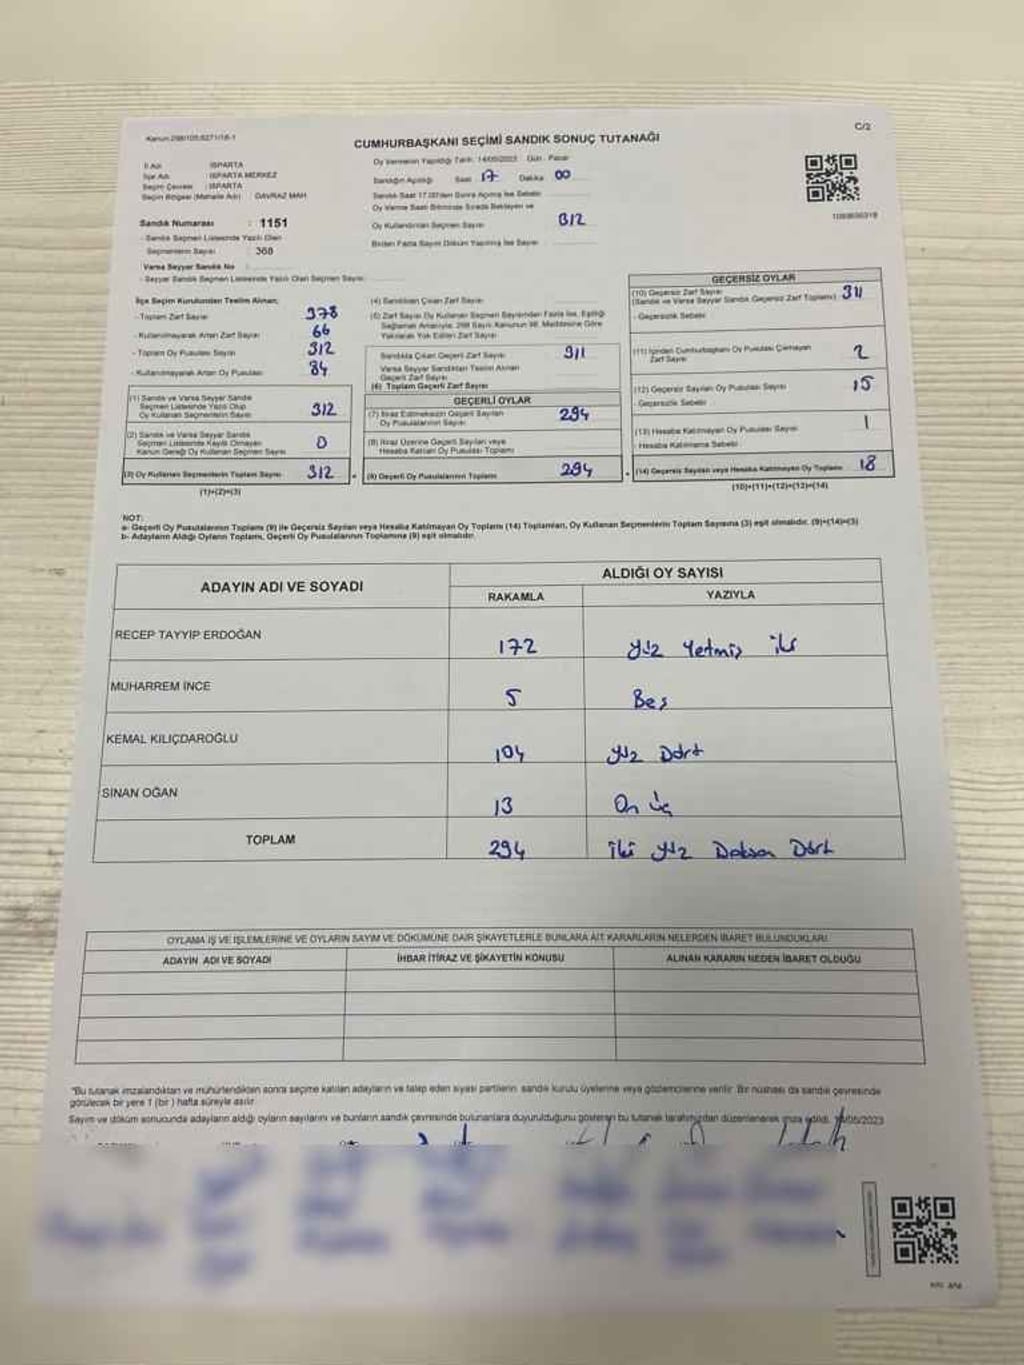 Kanun:298/105;6271/16-1
C/2
CUMHURBAŞKANI SEÇİMİ SANDIK SONUÇ TUTANAĞI
İl Adı : ISPARTA
İlçe Adı : ISPARTA MERKEZ
Seçim Çevresi : ISPARTA
Seçim Bölgesi (Mahalle Adı) : DAVRAZ MAH.
Sandık Numarası : 1151
- Sandık Seçmen Listesinde Yazılı Olan
Seçmenlerin Sayısı : 368
Varsa Seyyar Sandık No :
- Seyyar Sandık Seçmen Listesinde Yazılı Olan Seçmen Sayısı:
Oy Vermenin Yapıldığı Tarih: 14/05/2023 Gün : Pazar
Sandığın Açıldığı Saat 17 Dakika 00
Sandık Saat 17.00'den Sonra Açılmış İse Sebebi
Oy Verme Saati Bitiminde Sırada Bekleyen ve
Oy Kullandırılan Seçmen Sayısı 312
Birden Fazla Sayım Döküm Yapılmış İse Sayısı
İlçe Seçim Kurulundan Teslim Alınan;
- Toplam Zarf Sayısı 378
- Kullanılmayarak Artan Zarf Sayısı 66
- Toplam Oy Pusulası Sayısı 312
- Kullanılmayarak Artan Oy Pusulası 84
(1) Sandık ve Varsa Seyyar Sandık
Seçmen Listesinde Yazılı Olup
Oy Kullanan Seçmenlerin Sayısı 312
(2) Sandık ve Varsa Seyyar Sandık
Seçmen Listesinde Kayıtlı Olmayan
Kanun Gereği Oy Kullanan Seçmen Sayısı 0
(3) Oy Kullanan Seçmenlerin Toplam Sayısı 312
(1)+(2)=(3)
(4) Sandıktan Çıkan Zarf Sayısı
(5) Zarf Sayısı Oy Kullanan Seçmen Sayısından Fazla İse, Eşitliği
Sağlamak Amacıyla, 298 Sayılı Kanunun 98. Maddesine Göre
Yakılarak Yok Edilen Zarf Sayısı
Sandıkta Çıkan Geçerli Zarf Sayısı 311
Varsa Seyyar Sandıktan Teslim Alınan
Geçerli Zarf Sayısı
(6) Toplam Geçerli Zarf Sayısı
GEÇERLİ OYLAR
(7) İtiraz Edilmeksizin Geçerli Sayılan
Oy Pusulalarının Sayısı 294
(8) İtiraz Üzerine Geçerli Sayılan veya
Hesaba Katılan Oy Pusulası Toplamı
(9) Geçerli Oy Pusulalarının Toplamı 294
GEÇERSİZ OYLAR
(10) Geçersiz Zarf Sayısı
(Sandık ve Varsa Seyyar Sandık Geçersiz Zarf Toplamı) 311
- Geçersizlik Sebebi
(11) İçinden Cumhurbaşkanı Oy Pusulası Çıkmayan
Zarf Sayısı 2
(12) Geçersiz Sayılan Oy Pusulası Sayısı 15
- Geçersizlik Sebebi
(13) Hesaba Katılmayan Oy Pusulası Sayısı 1
- Hesaba Katılmama Sebebi
(14) Geçersiz Sayılan veya Hesaba Katılmayan Oy Toplamı 18
(10)+(11)+(12)+(13)=(14)
NOT:
a- Geçerli Oy Pusulalarının Toplamı (9) ile Geçersiz Sayılan veya Hesaba Katılmayan Oy Toplamı (14) Toplamları, Oy Kullanan Seçmenlerin Toplam Sayısına (3) eşit olmalıdır. (9)+(14)=(3)
b- Adayların Aldığı Oyların Toplamı, Geçerli Oy Pusulalarının Toplamına (9) eşit olmalıdır.
ADAYIN ADI VE SOYADI
ALDIĞI OY SAYISI
RAKAMLA YAZIYLA
RECEP TAYYİP ERDOĞAN 172 Yüz Yetmiş iki
MUHARREM İNCE 5 Beş
KEMAL KILIÇDAROĞLU 104 Yüz Dört
SİNAN OĞAN 13 On üç
TOPLAM 294 iki Yüz Doksan Dört
OYLAMA İŞ VE İŞLEMLERİNE VE OYLARIN SAYIM VE DÖKÜMÜNE DAİR ŞİKAYETLERLE BUNLARA AİT KARARLARIN NELERDEN İBARET BULUNDUKLARI
ADAYIN ADI VE SOYADI İHBAR İTİRAZ VE ŞİKAYETİN KONUSU ALINAN KARARIN NEDEN İBARET OLDUĞU
"Bu tutanak imzalandıktan ve mühürlendikten sonra seçime katılan adayların ve talep eden siyasi partilerin sandık kurulu üyelerine veya gözlemcilerine verilir. Bir nüshası da sandık çevresinde
görülecek bir yere 1 (bir) hafta süreyle asılır.
Sayım ve döküm sonucunda adayların aldığı oyların sayılarını ve bunların sandık çevresinde bulunanlara duyurulduğunu gösteren bu tutanak tarafımızdan düzenlenerek imza edildi. /05/2023